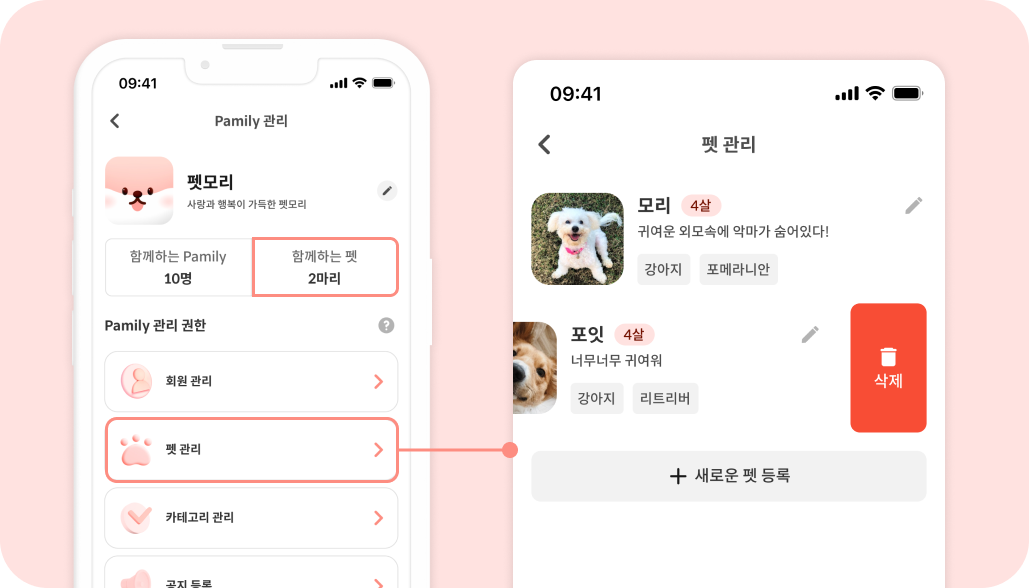 09:41
Pamily 관리
펫모리
사랑과 행복이 가득한 펫모리
함께하는 Pamily
10명
함께하는 펫
2마리
Pamily 관리 권한
?
회원 관리
펫 관리
카테고리 관리
공지 등록
09:41
펫 관리
모리 4살
귀여운 외모속에 악마가 숨어있다!
강아지 포메라니안
포잇 4살
너무너무 귀여워
강아지 리트리버
삭제
+ 새로운 펫 등록